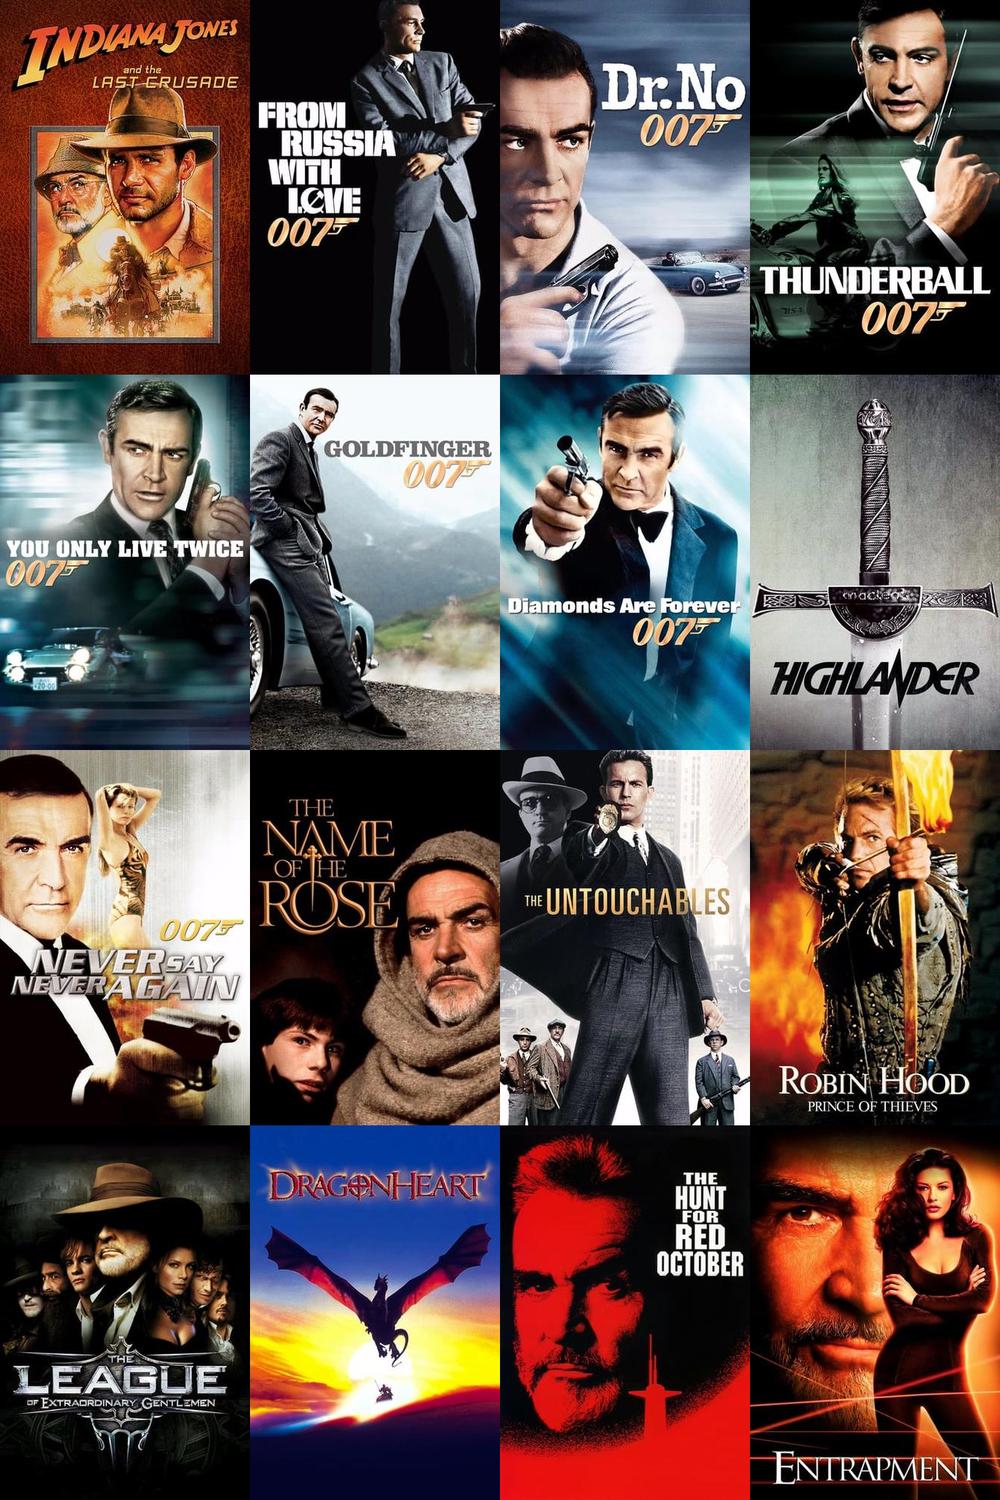 INDIANA JONES
and the
LAST CRUSADE
FROM
RUSSIA
WITH
LOVE
007
Dr. No
007
THUNDERBALL
007
YOU ONLY LIVE TWICE
007
GOLDFINGER
007
Diamonds Are Forever
007
HIGHLANDER
007
NEVER SAY
NEVER AGAIN
THE
NAME
OF THE
ROSE
THE UNTOUCHABLES
ROBIN HOOD
PRINCE OF THIEVES
THE
LEAGUE
OF EXTRAORDINARY GENTLEMEN
DRAGONHEART
THE
HUNT
FOR
RED
OCTOBER
ENTRAPMENT